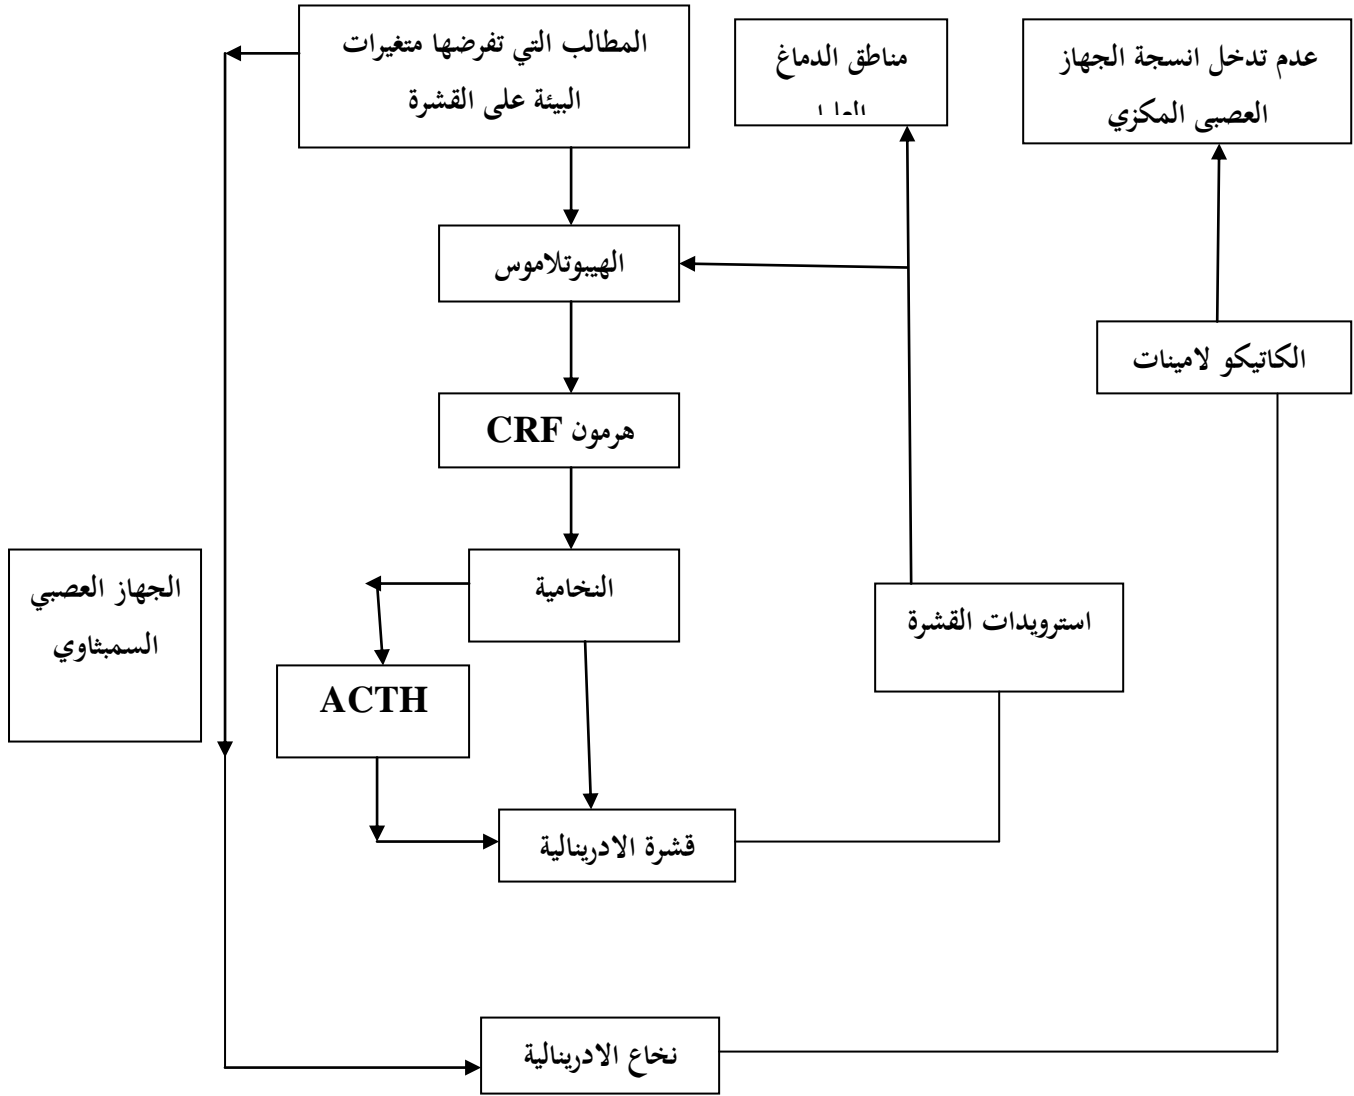 المطالب التي تفرضها متغيرات
البيئة على القشرة
مناطق الدماغ
عدم تدخل انسجة الجهاز
العصبى المكزي
الهيبوتلاموس
الكاتيكو لامينات
هرمون CRF
النخامية
الجهاز العصبي
السمبثاوي
استرويدات القشرة
ACTH
قشرة الادرينالية
نخاع الادرينالية